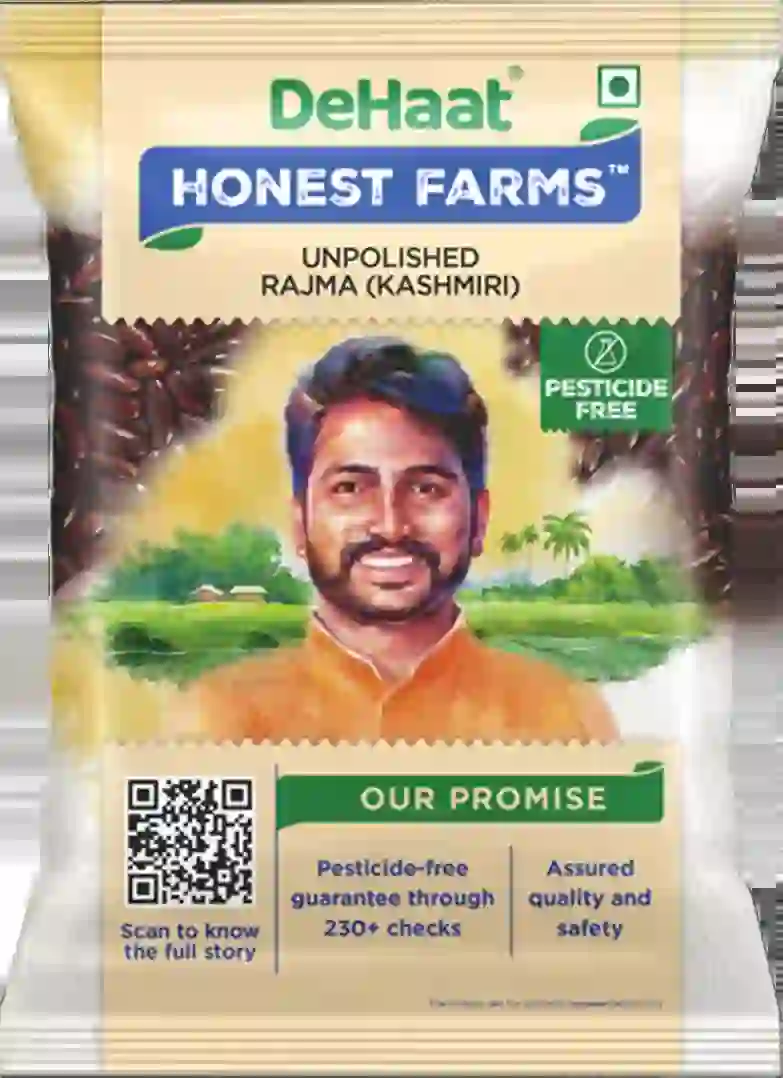 DeHaat®
HONEST FARMS™
UNPOLISHED
RAJMA (KASHMIRI)
PESTICIDE
FREE
OUR PROMISE
Pesticide-free
guarantee through
230+ checks
Assured
quality and
safety
Scan to know
the full story